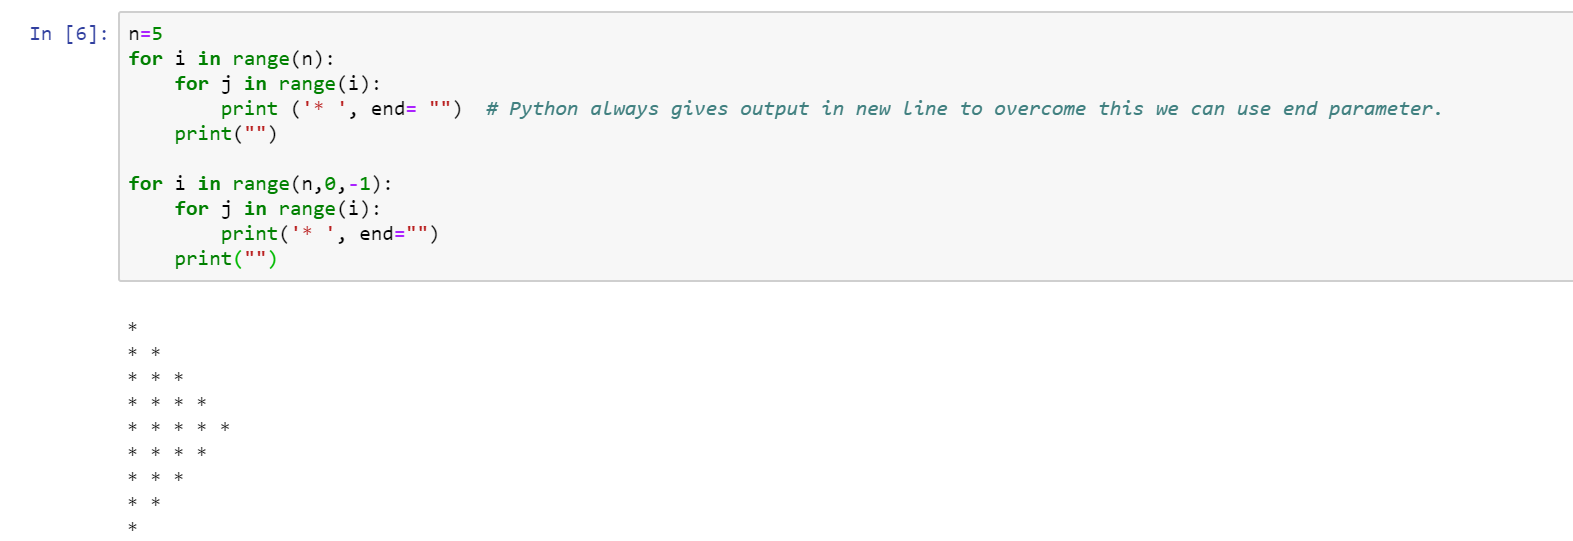 In [6]: n=5
for i in range(n):
    for j in range(i):
        print ('* ', end= "")  # Python always gives output in new line to overcome this we can use end parameter.
    print("")

for i in range(n,0,-1):
    for j in range(i):
        print('* ', end="")
    print("")

*
* *
* * *
* * * *
* * * * *
* * * *
* * *
* *
*